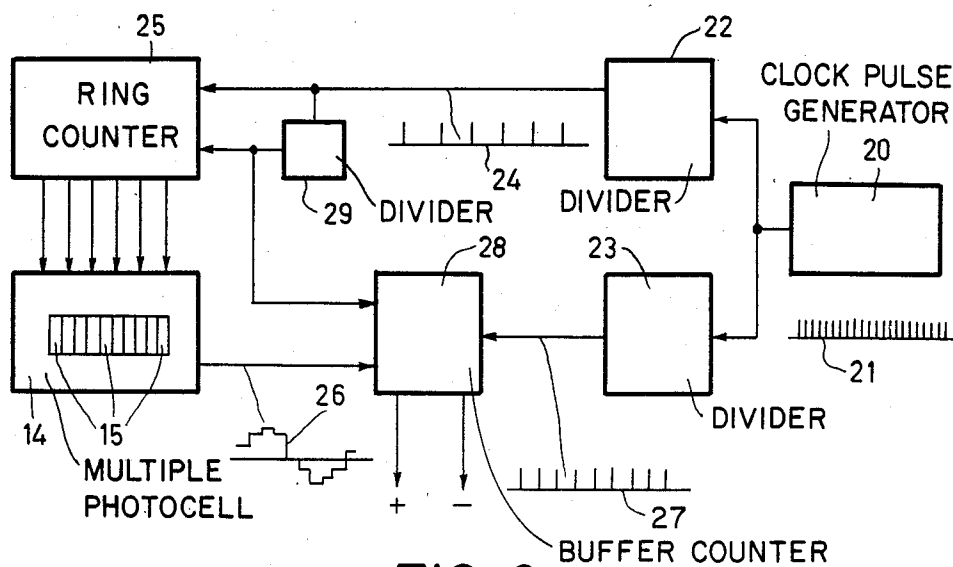 25
RING
COUNTER
22
CLOCK PULSE
GENERATOR
20
24
29
DIVIDER
DIVIDER
28
23
21
14
15
26
DIVIDER
MULTIPLE
PHOTOCELL
+ −
27
BUFFER COUNTER